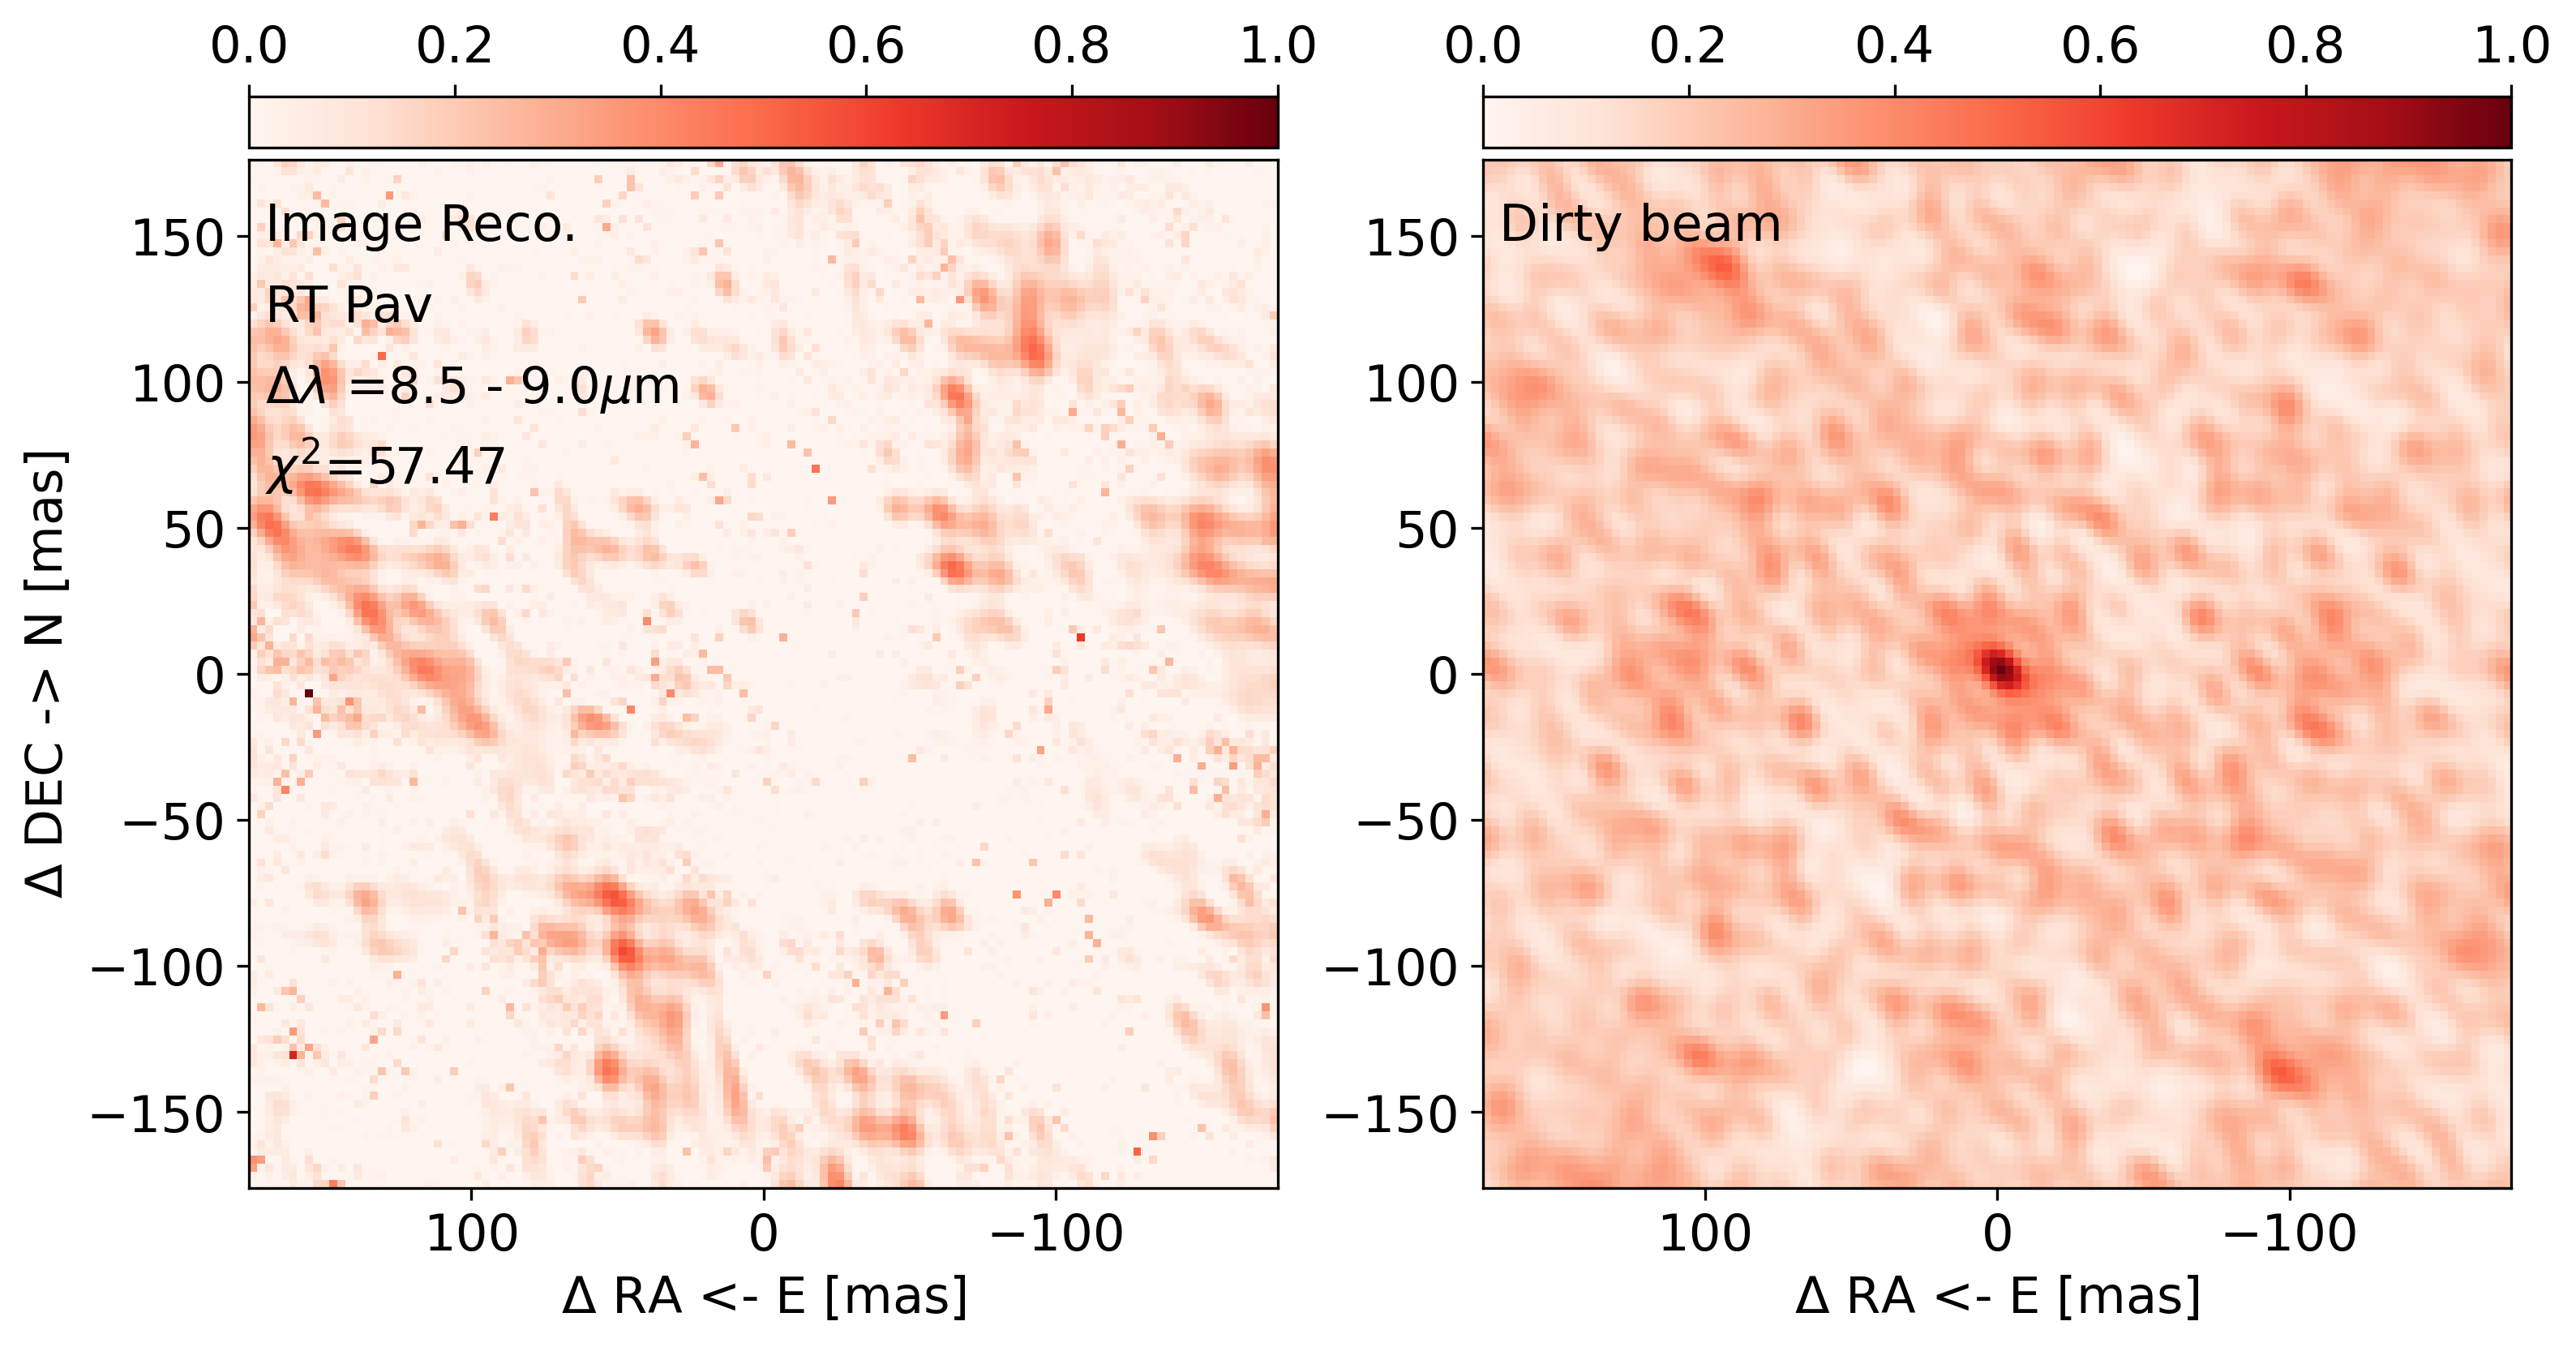 0.0 0.2 0.4 0.6 0.8 1.0
0.0 0.2 0.4 0.6 0.8 1.0
Image Reco.
RT Pav
Δλ =8.5 - 9.0μm
χ²=57.47
150
100
50
0
−50
−100
−150
Δ DEC -> N [mas]
100 0 −100
Δ RA <- E [mas]
Dirty beam
150
100
50
0
−50
−100
−150
100 0 −100
Δ RA <- E [mas]